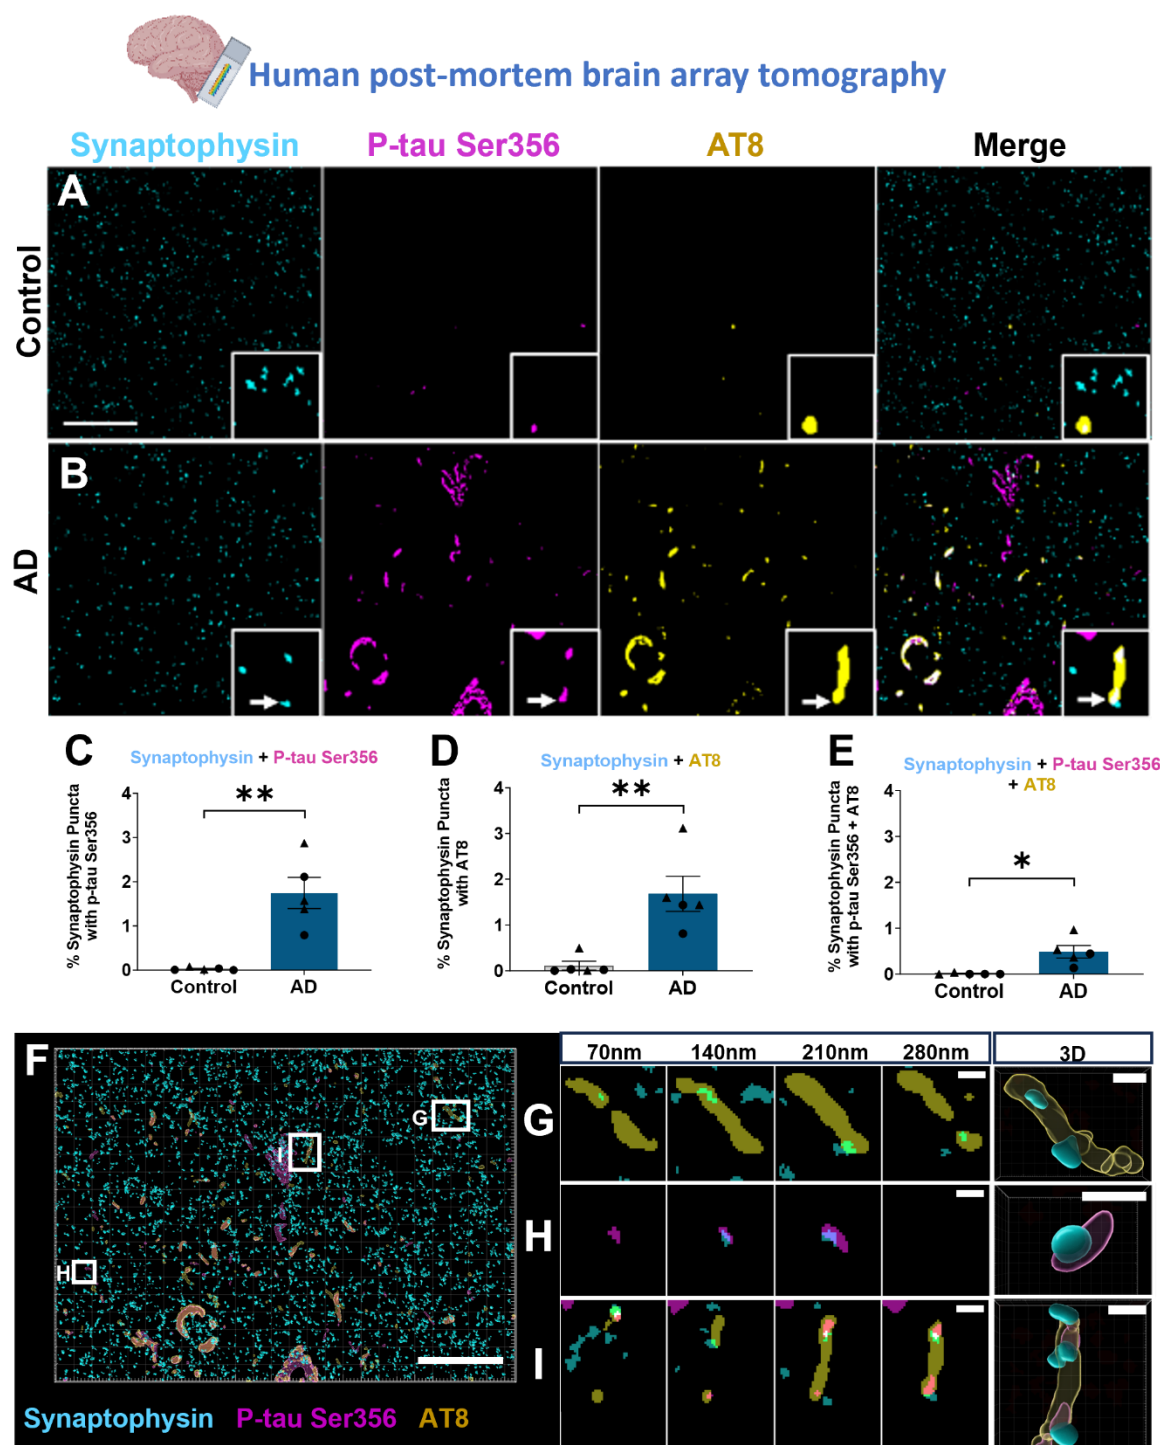 Human post-mortem brain array tomography
Synaptophysin P-tau Ser356 AT8 Merge
A
Control
B
AD
C
Synaptophysin + P-tau Ser356
% Synaptophysin Puncta
with p-tau Ser356
4
3
2
1
0
**
Control AD
D
Synaptophysin + AT8
% Synaptophysin Puncta
with AT8
4
3
2
1
0
**
Control AD
E
Synaptophysin + P-tau Ser356
+ AT8
% Synaptophysin Puncta
with p-tau Ser356 + AT8
4
3
2
1
0
*
Control AD
F
G
I
H
Synaptophysin P-tau Ser356 AT8
70nm 140nm 210nm 280nm 3D
G
H
I